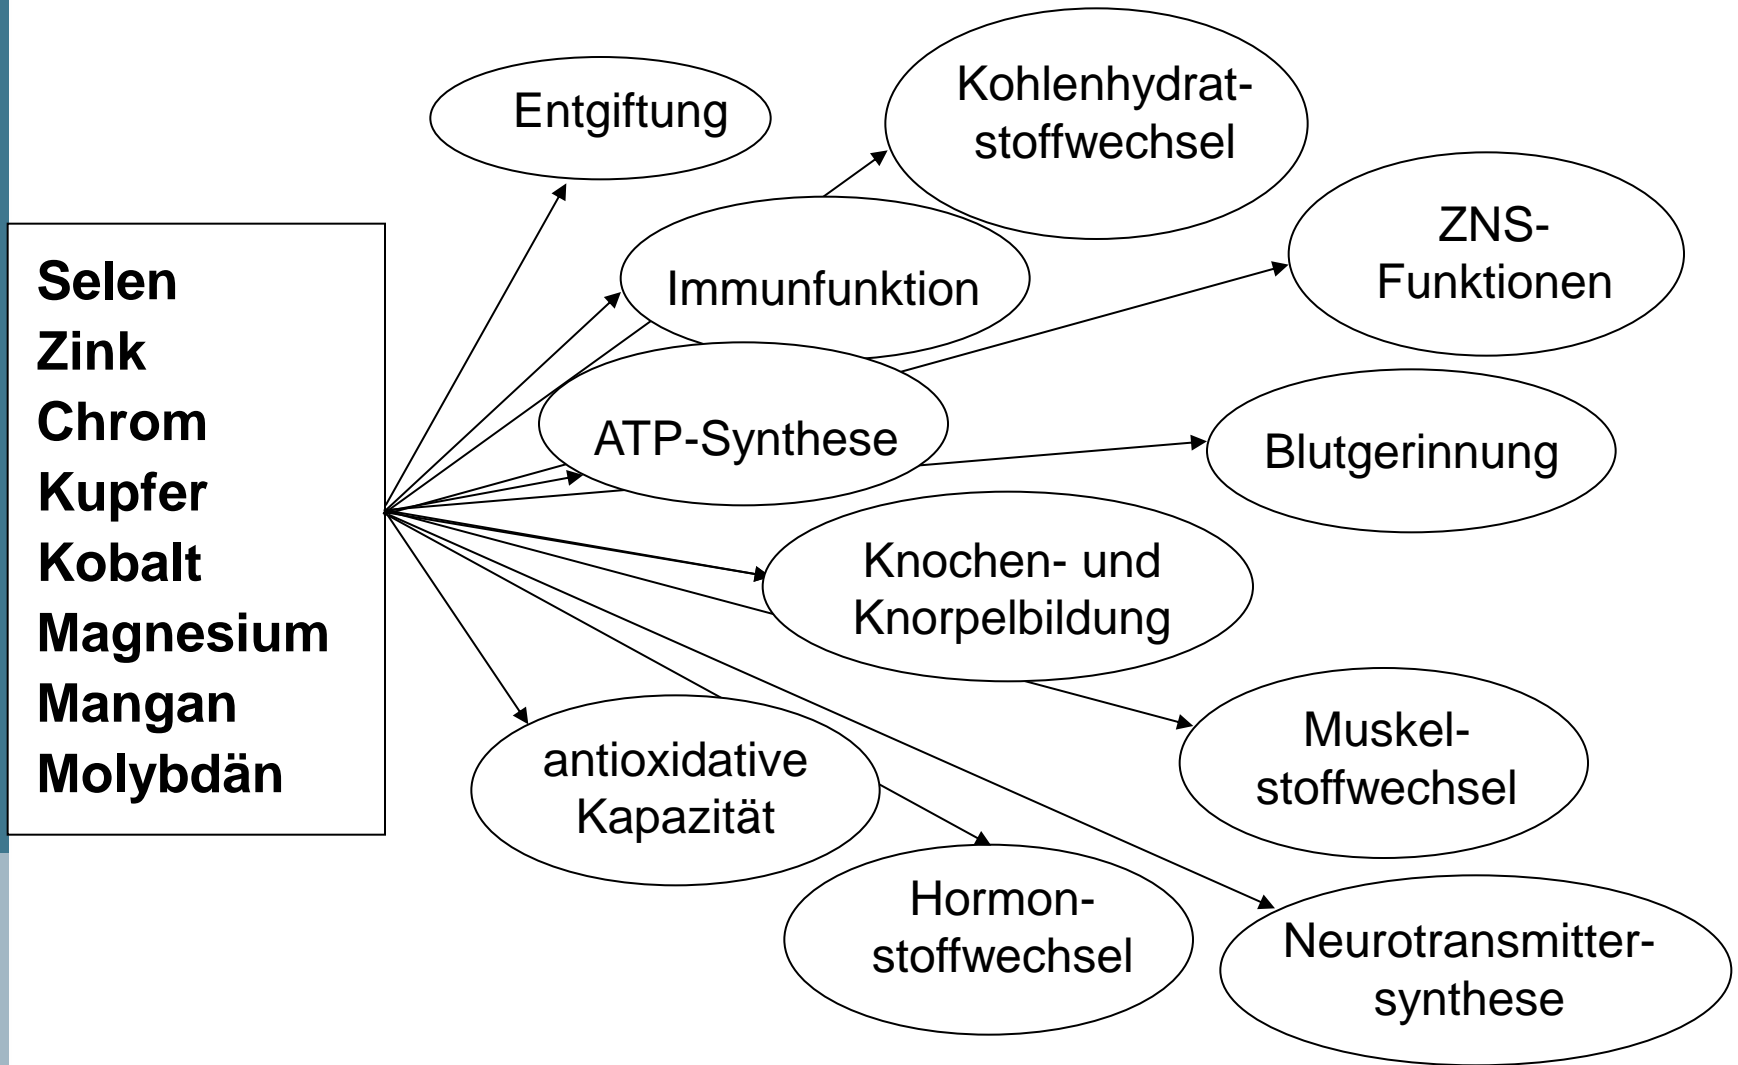 Selen
Zink
Chrom
Kupfer
Kobalt
Magnesium
Mangan
Molybdän
Entgiftung
Kohlenhydrat-
stoffwechsel
Immunfunktion
ZNS-
Funktionen
ATP-Synthese
Blutgerinnung
Knochen- und
Knorpelbildung
Muskel-
stoffwechsel
antioxidative
Kapazität
Hormon-
stoffwechsel
Neurotransmitter-
synthese